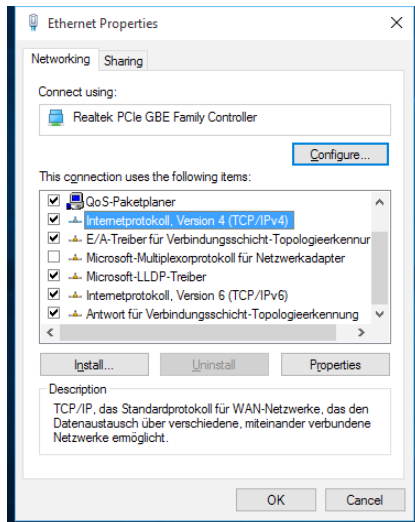 Ethernet Properties
Networking
Sharing
Connect using:
Realtek PCIe GBE Family Controller
Configure...
This connection uses the following items:
QoS-Paketplaner
Internetprotokoll, Version 4 (TCP/IPv4)
E/A-Treiber für Verbindungsschicht-Topologieerkennur
Microsoft-Multiplexorprotokoll für Netzwerkadapter
Microsoft-LLDP-Treiber
Internetprotokoll, Version 6 (TCP/IPv6)
Antwort für Verbindungsschicht-Topologieerkennung
Install...
Uninstall
Properties
Description
TCP/IP, das Standardprotokoll für WAN-Netzwerke, das den
Datenaustausch über verschiedene, miteinander verbundene
Netzwerke ermöglicht.
OK
Cancel